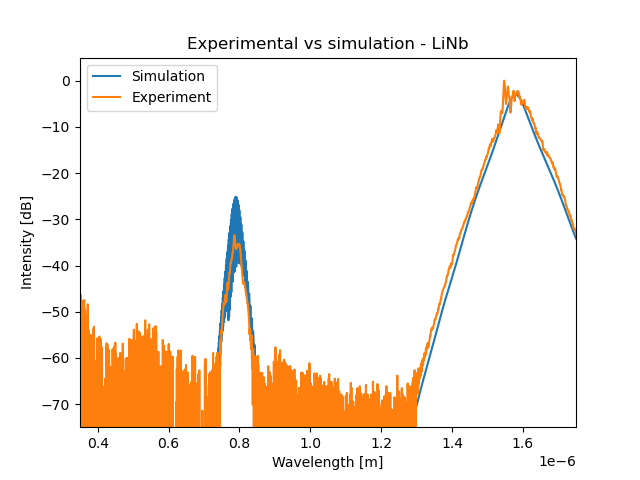 Experimental vs simulation - LiNb
Simulation
Experiment
0
−10
−20
−30
−40
−50
−60
−70
Intensity [dB]
0.4 0.6 0.8 1.0 1.2 1.4 1.6
1e−6
Wavelength [m]